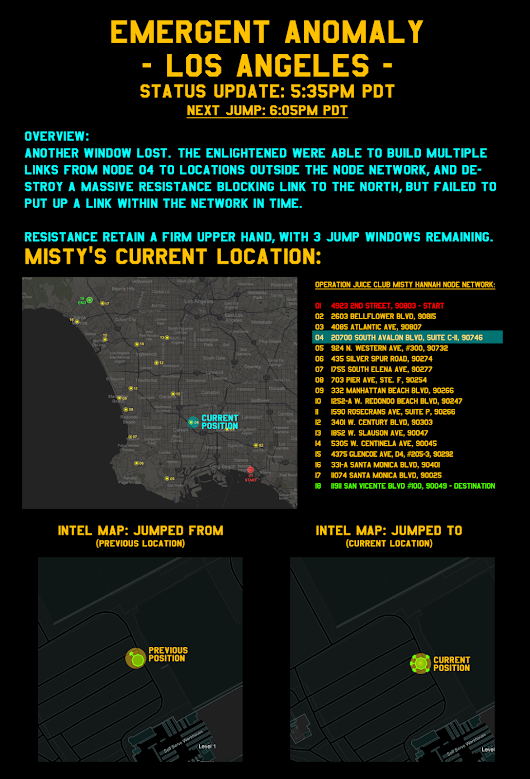 EMERGENT ANOMALY
- LOS ANGELES -
STATUS UPDATE: 5:35PM PDT
NEXT JUMP: 6:05PM PDT
OVERVIEW:
ANOTHER WINDOW LOST. THE ENLIGHTENED WERE ABLE TO BUILD MULTIPLE
LINKS FROM NODE 04 TO LOCATIONS OUTSIDE THE NODE NETWORK, AND DE-
STROY A MASSIVE RESISTANCE BLOCKING LINK TO THE NORTH, BUT FAILED TO
PUT UP A LINK WITHIN THE NETWORK IN TIME.
RESISTANCE RETAIN A FIRM UPPER HAND, WITH 3 JUMP WINDOWS REMAINING.
MISTY'S CURRENT LOCATION:
CURRENT
POSITION
START
OPERATION JUICE CLUB MISTY HANNAH NODE NETWORK:
01 4923 2ND STREET, 90803 - START
02 2603 BELLFLOWER BLVD, 90815
03 4085 ATLANTIC AVE, 90807
04 20700 SOUTH AVALON BLVD, SUITE C-11, 90746
05 924 N. WESTERN AVE, #300, 90732
06 435 SILVER SPUR ROAD, 90274
07 1755 SOUTH ELENA AVE, 90277
08 703 PIER AVE, STE. F, 90254
09 332 MANHATTAN BEACH BLVD, 90266
10 1252-A W. REDONDO BEACH BLVD, 90247
11 1590 ROSECRANS AVE, SUITE P, 90266
12 3401 W. CENTURY BLVD, 90303
13 1852 W. SLAUSON AVE, 90047
14 5305 W. CENTINELA AVE, 90045
15 4375 GLENCOE AVE, D4, #205-3, 90292
16 331-A SANTA MONICA BLVD, 90401
17 11074 SANTA MONICA BLVD, 90025
18 11911 SAN VICENTE BLVD #100, 90049 - DESTINATION
INTEL MAP: JUMPED FROM
(PREVIOUS LOCATION)
PREVIOUS
POSITION
Self Serve Warehouse
Level 1
INTEL MAP: JUMPED TO
(CURRENT LOCATION)
CURRENT
POSITION
Self Serve Warehouse
Level 1